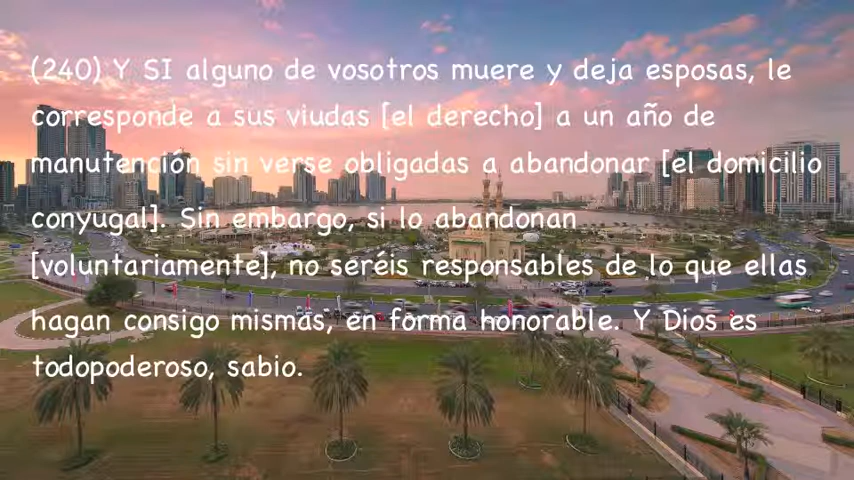 (240) Y SI alguno de vosotros muere y deja esposas, le
corresponde a sus viudas [el derecho] a un año de
manutención sin verse obligadas a abandonar [el domicilio
conyugal]. Sin embargo, si lo abandonan
[voluntariamente], no seréis responsables de lo que ellas
hagan consigo mismas, en forma honorable. Y Dios es
todopoderoso, sabio.